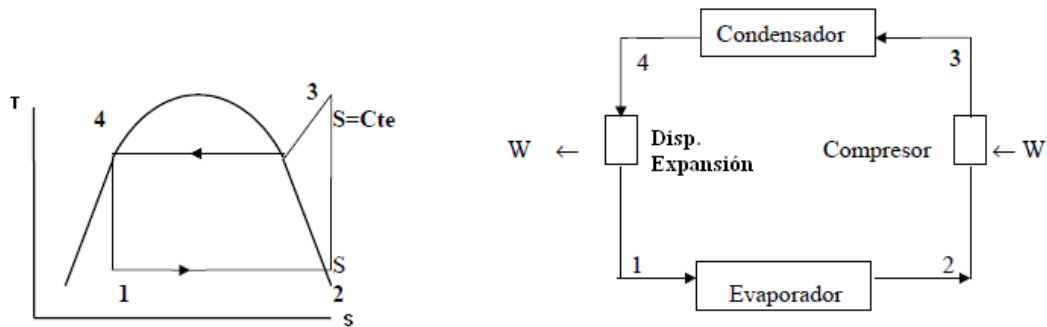 T
4
3
S=Cte
S
1
2
s
Condensador
4
3
W ←
Disp.
Expansión
Compresor
← W
1
2
Evaporador